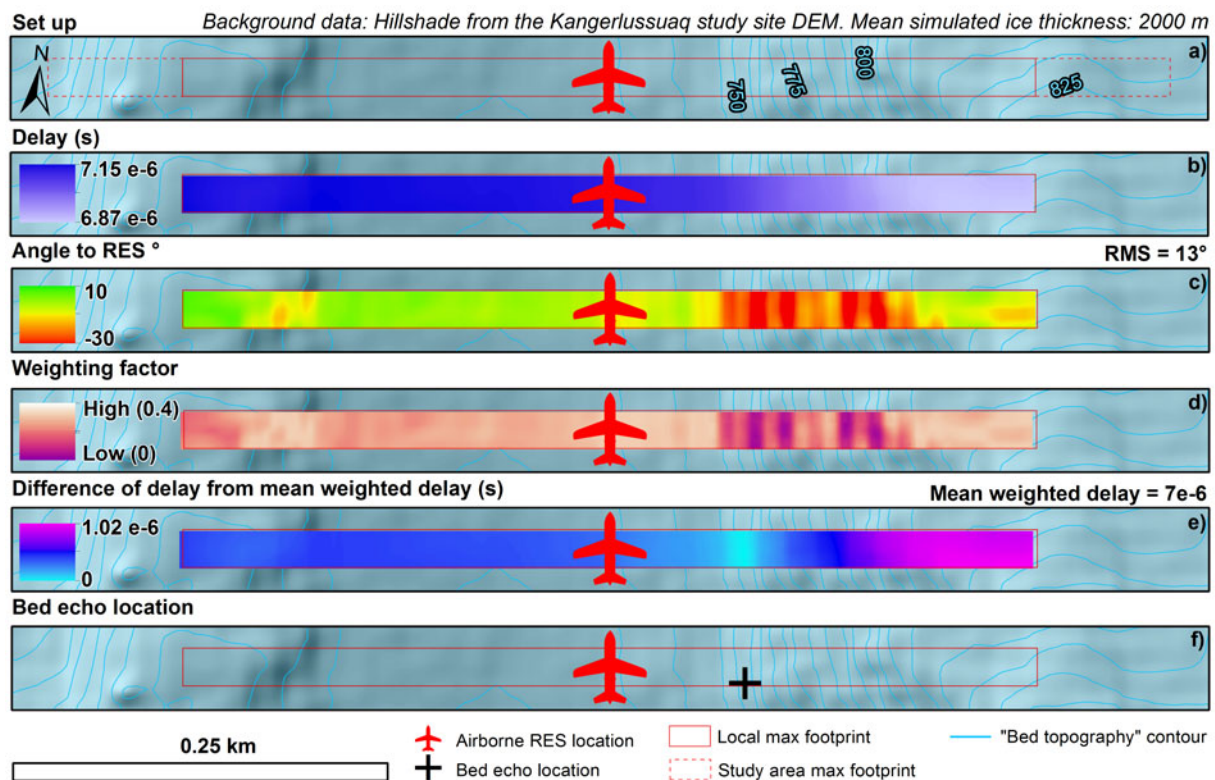 Set up
Background data: Hillshade from the Kangerlussuaq study site DEM. Mean simulated ice thickness: 2000 m
N
a)
750
775
800
825
Delay (s)
b)
7.15 e-6
6.87 e-6
Angle to RES °
RMS = 13°
c)
10
-30
Weighting factor
d)
High (0.4)
Low (0)
Difference of delay from mean weighted delay (s)
Mean weighted delay = 7e-6
e)
1.02 e-6
0
Bed echo location
f)
0.25 km
Airborne RES location
Local max footprint
"Bed topography" contour
Bed echo location
Study area max footprint